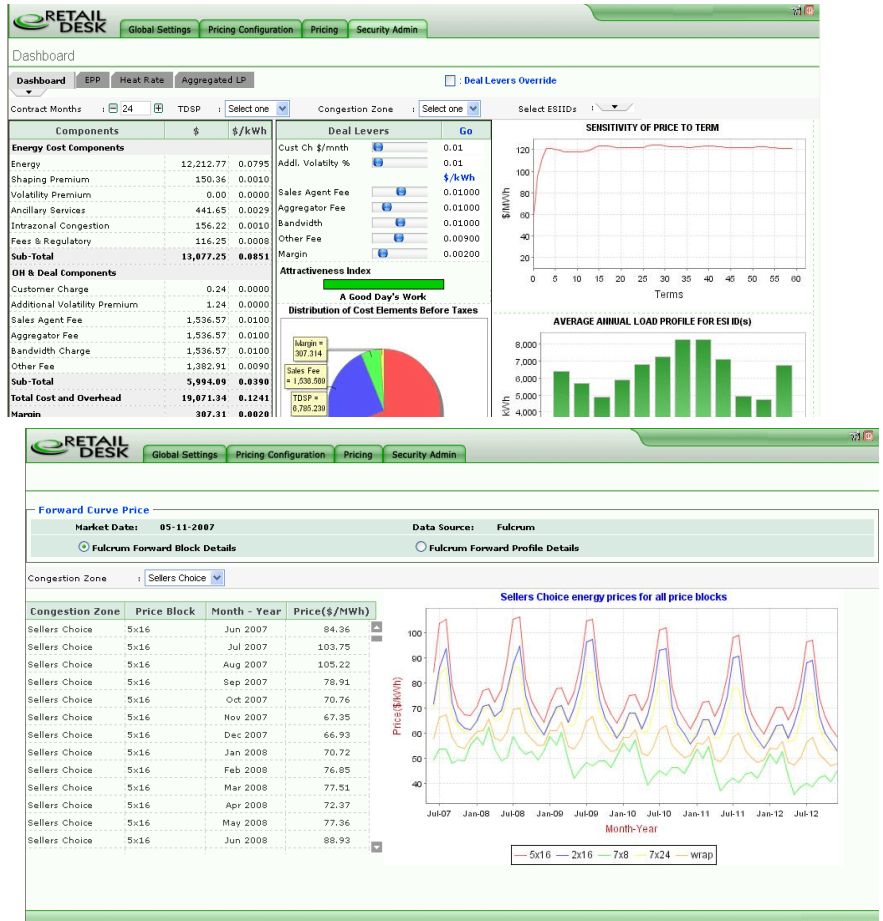 RETAIL DESK
Global Settings Pricing Configuration Pricing Security Admin
Dashboard
Dashboard EPP Heat Rate Aggregated LP : Deal Levers Override
Contract Months : 24 TDSP : Select one Congestion Zone : Select one Select ESIIDs :
Components $ $/kWh
Energy Cost Components
Energy 12,212.77 0.0795
Shaping Premium 150.36 0.0010
Volatility Premium 0.00 0.0000
Ancillary Services 441.65 0.0029
Intrazonal Congestion 156.22 0.0010
Fees & Regulatory 116.25 0.0008
Sub-Total 13,077.25 0.0851
OH & Deal Components
Customer Charge 0.24 0.0000
Additional Volatility Premium 1.24 0.0000
Sales Agent Fee 1,536.57 0.0100
Aggregator Fee 1,536.57 0.0100
Bandwidth Charge 1,536.57 0.0100
Other Fee 1,382.91 0.0090
Sub-Total 5,994.09 0.0390
Total Cost and Overhead 19,071.34 0.1241
Margin 307.31 0.0020
Deal Levers Go
Cust Ch $/mnth 0.01
Addl. Volatilty % 0.01
$/kWh
Sales Agent Fee 0.01000
Aggregator Fee 0.01000
Bandwidth 0.01000
Other Fee 0.00900
Margin 0.00200
Attractiveness Index
A Good Day's Work
Distribution of Cost Elements Before Taxes
Margin =
307.314
Sales Fee
= 1,536.569
TDSP =
6,785.239
SENSITIVITY OF PRICE TO TERM
$/MWh
120
100
80
60
40
20
0 5 10 15 20 25 30 35 40 45 50 55 60
Terms
AVERAGE ANNUAL LOAD PROFILE FOR ESI ID(s)
kWh
8,000
7,000
6,000
5,000
4,000
RETAIL DESK
Global Settings Pricing Configuration Pricing Security Admin
Forward Curve Price
Market Date: 05-11-2007 Data Source: Fulcrum
Fulcrum Forward Block Details Fulcrum Forward Profile Details
Congestion Zone : Sellers Choice
Congestion Zone Price Block Month - Year Price($/MWh)
Sellers Choice 5x16 Jun 2007 84.36
Sellers Choice 5x16 Jul 2007 103.75
Sellers Choice 5x16 Aug 2007 105.22
Sellers Choice 5x16 Sep 2007 78.91
Sellers Choice 5x16 Oct 2007 70.76
Sellers Choice 5x16 Nov 2007 67.35
Sellers Choice 5x16 Dec 2007 66.93
Sellers Choice 5x16 Jan 2008 70.72
Sellers Choice 5x16 Feb 2008 76.85
Sellers Choice 5x16 Mar 2008 77.51
Sellers Choice 5x16 Apr 2008 72.37
Sellers Choice 5x16 May 2008 77.36
Sellers Choice 5x16 Jun 2008 88.93
Sellers Choice energy prices for all price blocks
Price($/kWh)
100
90
80
70
60
50
40
Jul-07 Jan-08 Jul-08 Jan-09 Jul-09 Jan-10 Jul-10 Jan-11 Jul-11 Jan-12 Jul-12
Month-Year
5x16 2x16 7x8 7x24 wrap